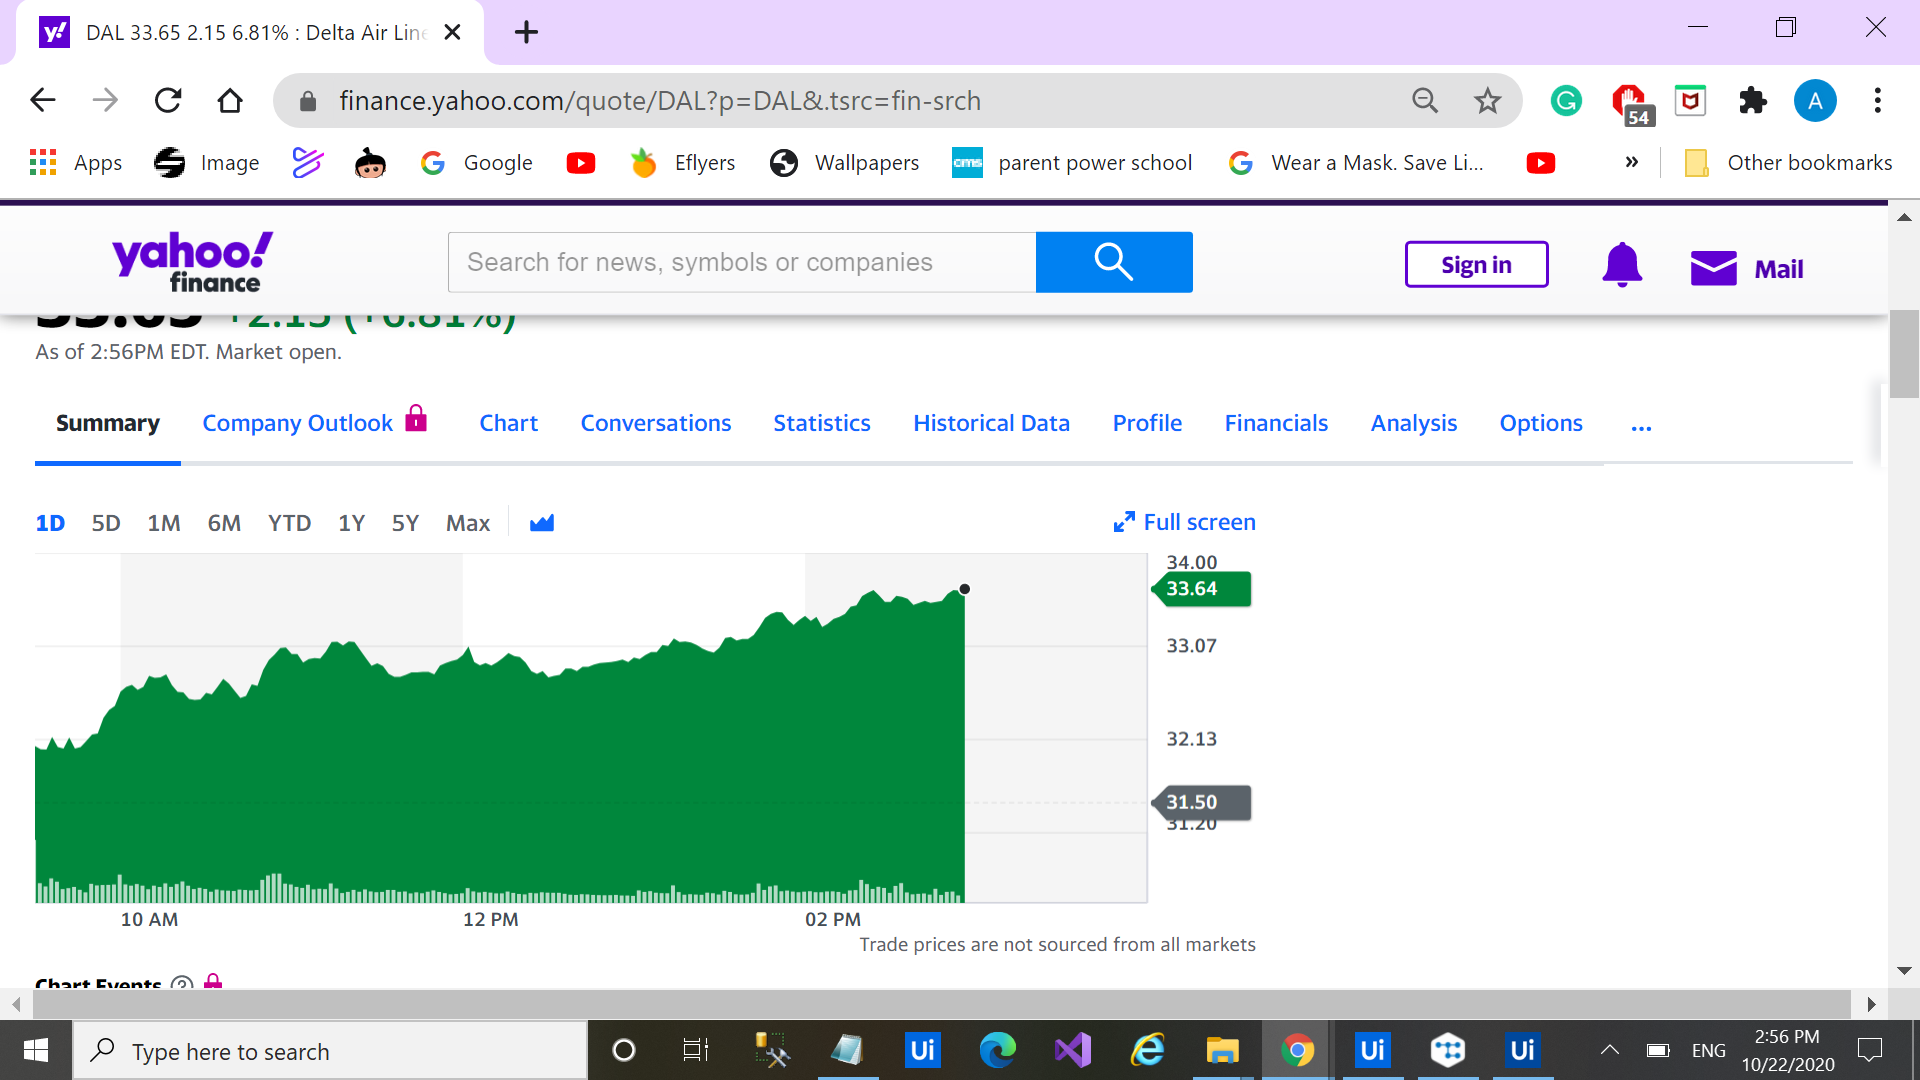 DAL 33.65 2.15 6.81% : Delta Air Line
finance.yahoo.com/quote/DAL?p=DAL&.tsrc=fin-srch
54
A
Apps Image Google Eflyers Wallpapers cms parent power school Wear a Mask. Save Li... » Other bookmarks
yahoo!
finance
Search for news, symbols or companies
Sign in
Mail
33.65 +2.15 (+6.81%)
As of 2:56PM EDT. Market open.
Summary Company Outlook Chart Conversations Statistics Historical Data Profile Financials Analysis Options ...
1D 5D 1M 6M YTD 1Y 5Y Max
Full screen
34.00
33.64
33.07
32.13
31.50
31.20
10 AM 12 PM 02 PM
Trade prices are not sourced from all markets
Chart Events
Type here to search
Ui Ui Ui
ENG
2:56 PM
10/22/2020